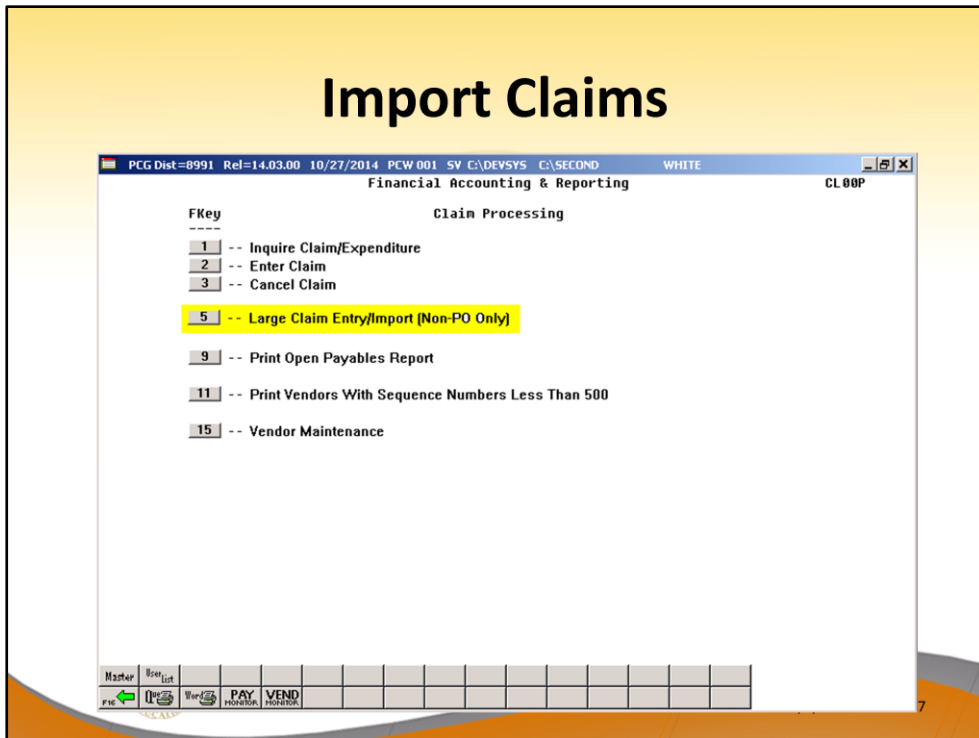 Import Claims
PCG Dist=8991 Rel=14.03.00 10/27/2014 PCW 001 SV C:\DEVSYS C:\SECOND WHITE
Financial Accounting & Reporting CL00P
FKey Claim Processing
----
1 -- Inquire Claim/Expenditure
2 -- Enter Claim
3 -- Cancel Claim
5 -- Large Claim Entry/Import (Non-PO Only)
9 -- Print Open Payables Report
11 -- Print Vendors With Sequence Numbers Less Than 500
15 -- Vendor Maintenance
Master User List
F16 Que Word PAY MONITOR VEND MONITOR
7